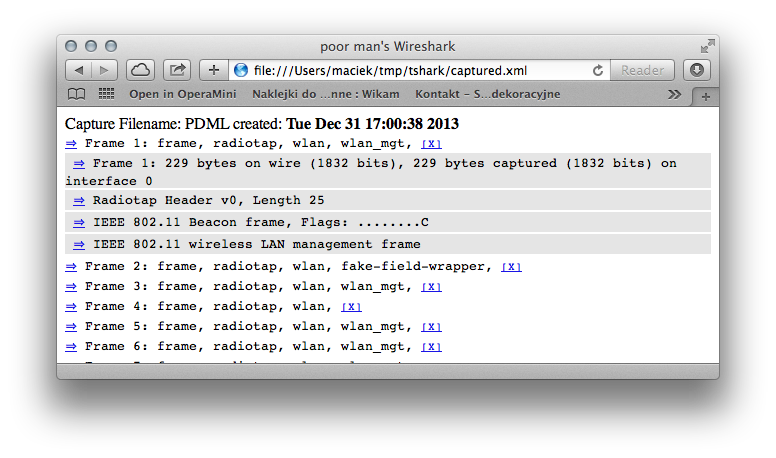 poor man's Wireshark
file:///Users/maciek/tmp/tshark/captured.xml
Reader
Open in OperaMini Naklejki do ...nne : Wikam Kontakt – S...dekoracyjne
Capture Filename: PDML created: Tue Dec 31 17:00:38 2013
⇒ Frame 1: frame, radiotap, wlan, wlan_mgt, [X]
⇒ Frame 1: 229 bytes on wire (1832 bits), 229 bytes captured (1832 bits) on
interface 0
⇒ Radiotap Header v0, Length 25
⇒ IEEE 802.11 Beacon frame, Flags: ........C
⇒ IEEE 802.11 wireless LAN management frame
⇒ Frame 2: frame, radiotap, wlan, fake-field-wrapper, [X]
⇒ Frame 3: frame, radiotap, wlan, wlan_mgt, [X]
⇒ Frame 4: frame, radiotap, wlan, [X]
⇒ Frame 5: frame, radiotap, wlan, wlan_mgt, [X]
⇒ Frame 6: frame, radiotap, wlan, wlan_mgt, [X]